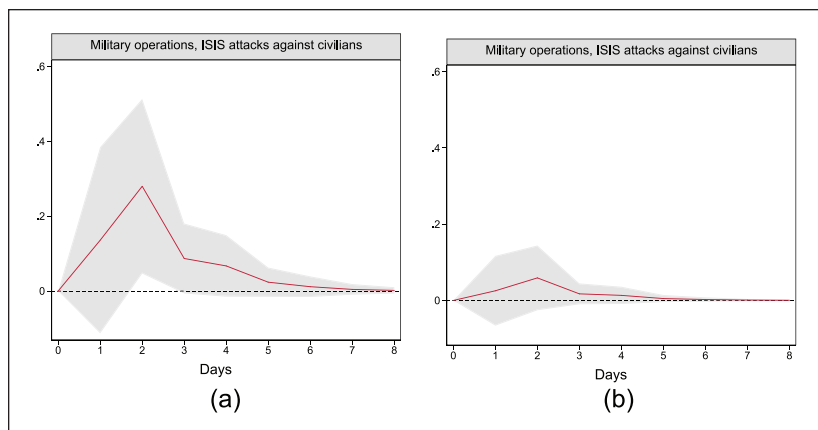 Military operations, ISIS attacks against civilians
.6
.4
.2
0
0 1 2 3 4 5 6 7 8
Days
(a)
Military operations, ISIS attacks against civilians
.6
.4
.2
0
0 1 2 3 4 5 6 7 8
Days
(b)